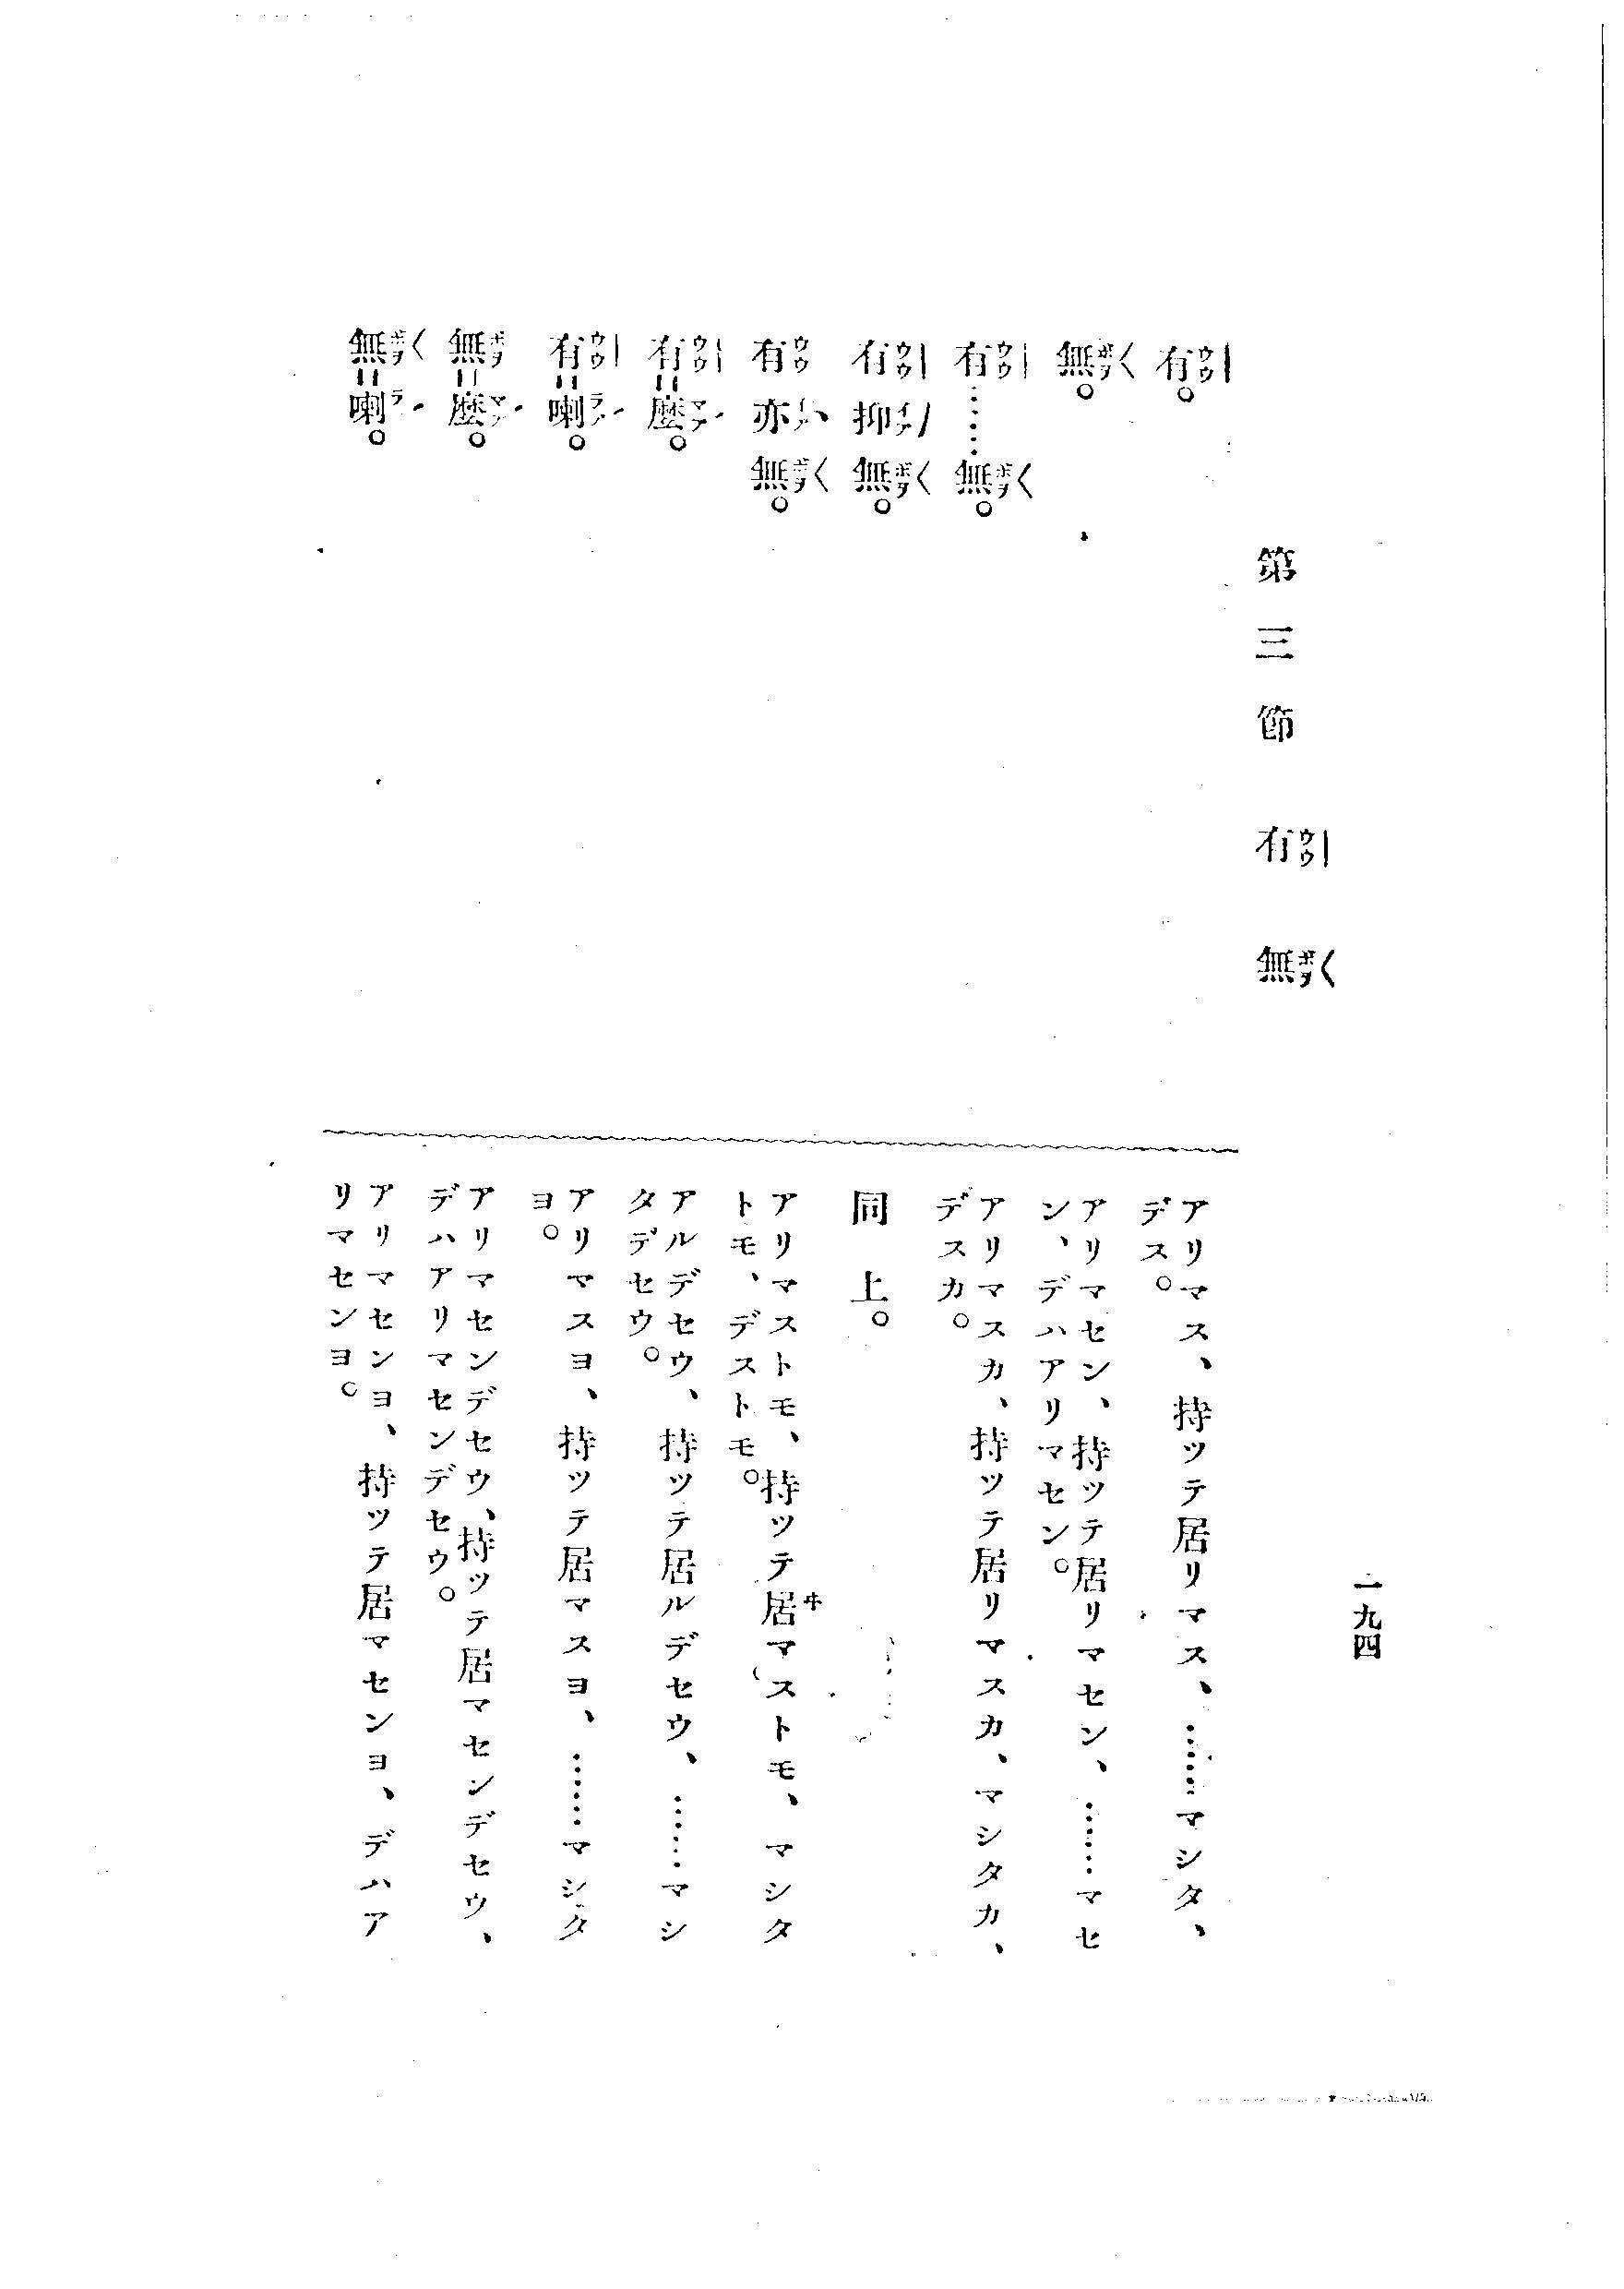 一九四
第三節　有　無
有。
無。
有……無。
有抑無。
有亦無。
有=麼。
有=喇。
無=麼。
無=喇。
アリマス、持ッテ居リマス、……マシタ、
デス。
アリマセン、持ッテ居リマセン、……マセ
ン、デハアリマセン。
アリマスカ、持ッテ居リマスカ、マシタカ、
デスカ。
同上。
アリマストモ、持ッテ居マストモ、マシタ
トモ、デストモ。
アルデセウ、持ッテ居ルデセウ、……マシ
タデセウ。
アリマスヨ、持ッテ居マスヨ、……マシタ
ヨ。
アリマセンデセウ、持ッテ居マセンデセウ、
デハアリマセンデセウ。
アリマセンヨ、持ッテ居マセンヨ、デハア
リマセンヨ。